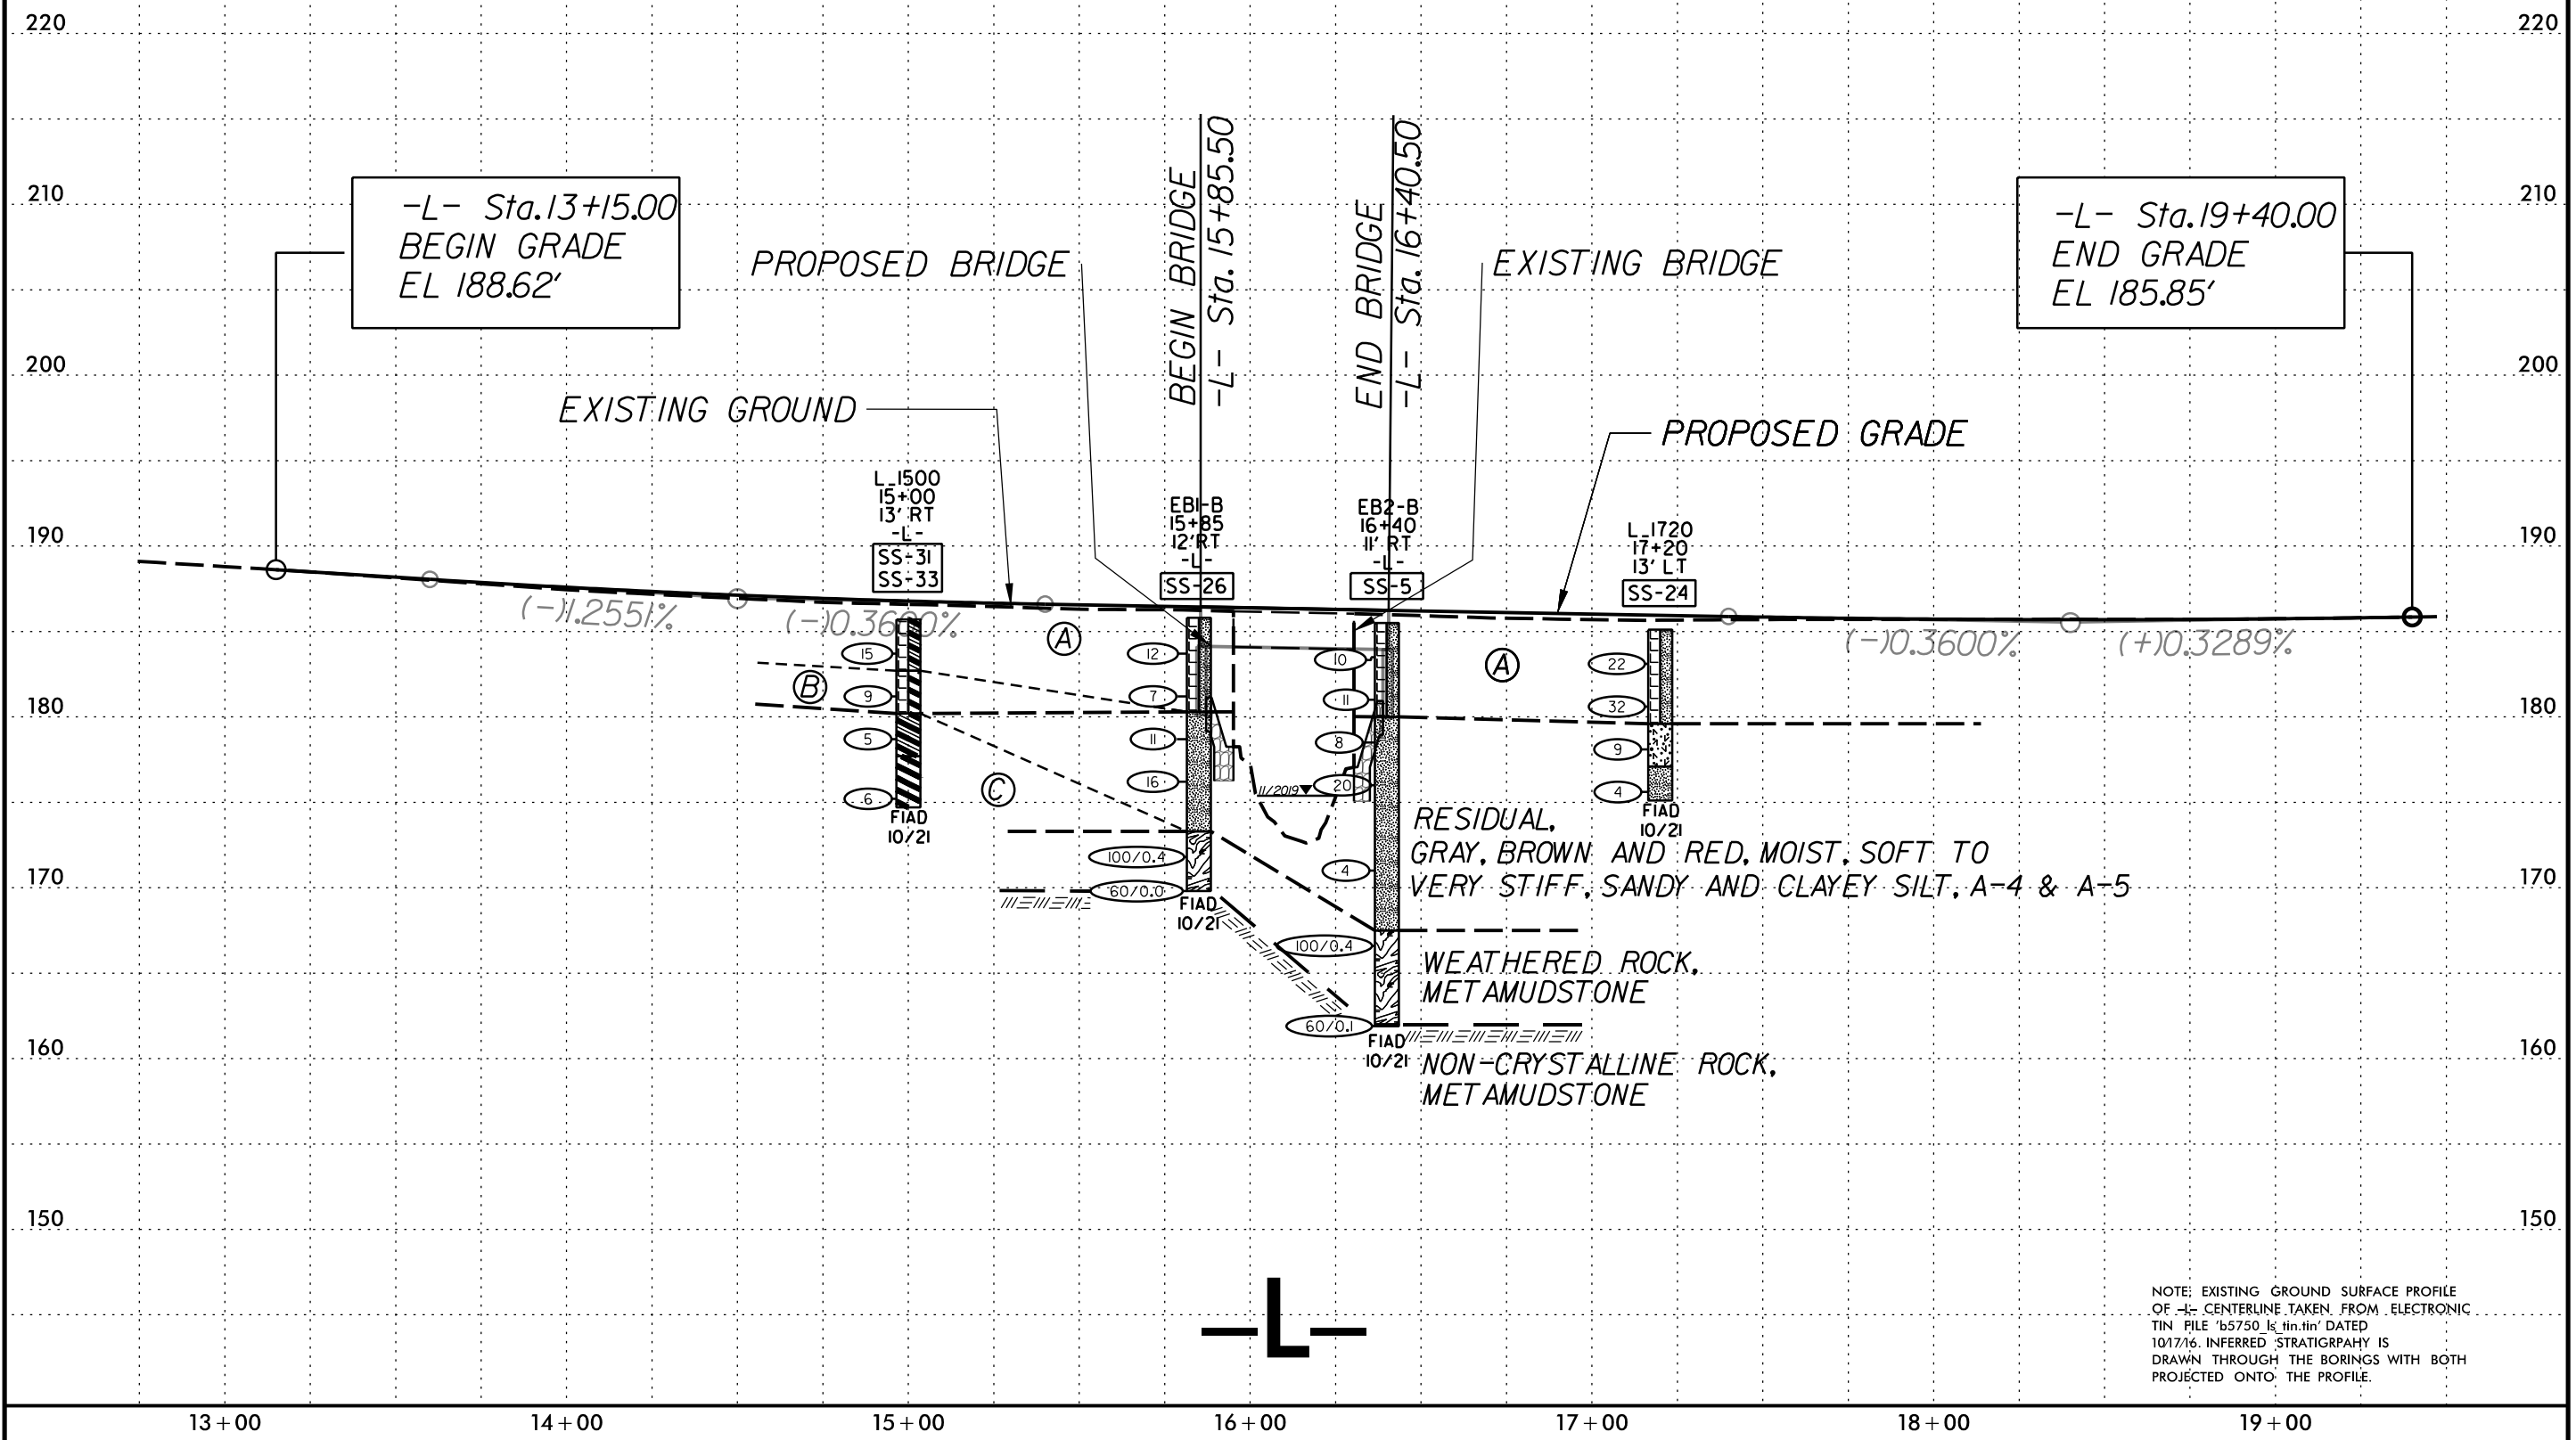 220
220
210
210
200
200
190
190
180
180
170
170
160
160
150
150
-L- Sta.13+15.00
BEGIN GRADE
EL 188.62'
PROPOSED BRIDGE
BEGIN BRIDGE
-L- Sta. 15+85.50
END BRIDGE
-L- Sta. 16+40.50
EXISTING BRIDGE
-L- Sta.19+40.00
END GRADE
EL 185.85'
EXISTING GROUND
PROPOSED GRADE
L_1500
15+00
13' RT
-L-
SS-31
SS-33
EB1-B
15+85
12'RT
-L-
SS-26
EB2-B
16+40
11' RT
-L-
SS-5
L_1720
17+20
13' LT
SS-24
(-)1.2551%
(-)0.3600%
(-)0.3600%
(+)0.3289%
A
A
B
C
15
9
5
6
FIAD
10/21
12
7
11
16
100/0.4
60/0.0
FIAD
10/21
11/2019
10
11
8
20
4
100/0.4
60/0.1
FIAD
10/21
22
32
9
4
FIAD
10/21
RESIDUAL,
GRAY, BROWN AND RED, MOIST, SOFT TO
VERY STIFF, SANDY AND CLAYEY SILT, A-4 & A-5
WEATHERED ROCK,
METAMUDSTONE
NON-CRYSTALLINE ROCK,
METAMUDSTONE
-L-
NOTE: EXISTING GROUND SURFACE PROFILE
OF -L- CENTERLINE TAKEN FROM ELECTRONIC
TIN FILE 'b5750_ls_tin.tin' DATED
10/17/16. INFERRED STRATIGRPAHY IS
DRAWN THROUGH THE BORINGS WITH BOTH
PROJECTED ONTO THE PROFILE.
13+00
14+00
15+00
16+00
17+00
18+00
19+00